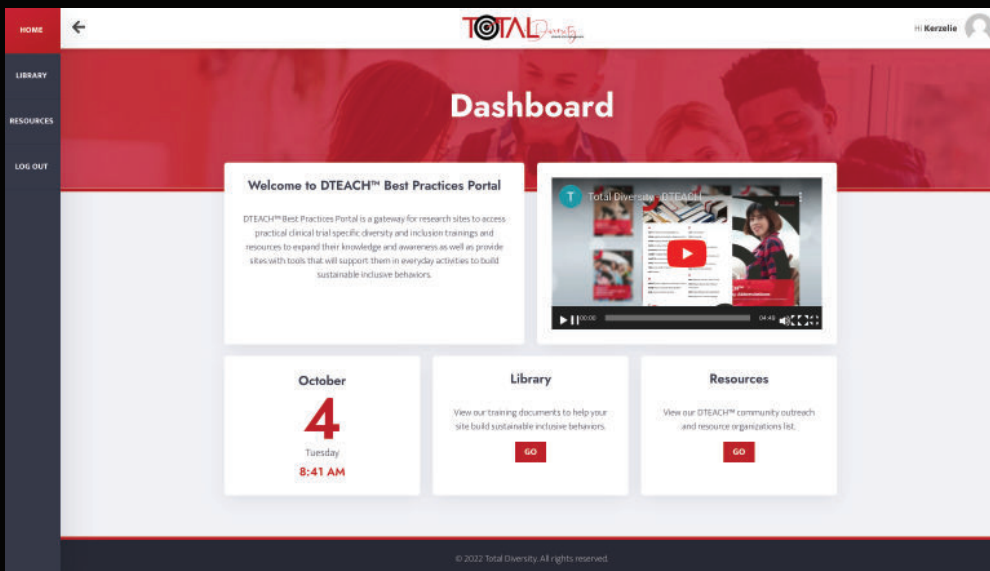 HOME
LIBRARY
RESOURCES
LOG OUT
TOTAL Diversity
Hi Kerzelie
Dashboard
Welcome to DTEACH™ Best Practices Portal
DTEACH™ Best Practices Portal is a gateway for research sites to access
practical clinical trial specific diversity and inclusion trainings and
resources to expand their knowledge and awareness as well as provide
sites with tools that will support them in everyday activities to build
sustainable inclusive behaviors.
T Total Diversity - DTEACH
00:00
04:48
October
4
Tuesday
8:41 AM
Library
View our training documents to help your
site build sustainable inclusive behaviors.
GO
Resources
View our DTEACH™ community outreach
and resource organizations list.
GO
© 2022 Total Diversity. All rights reserved.